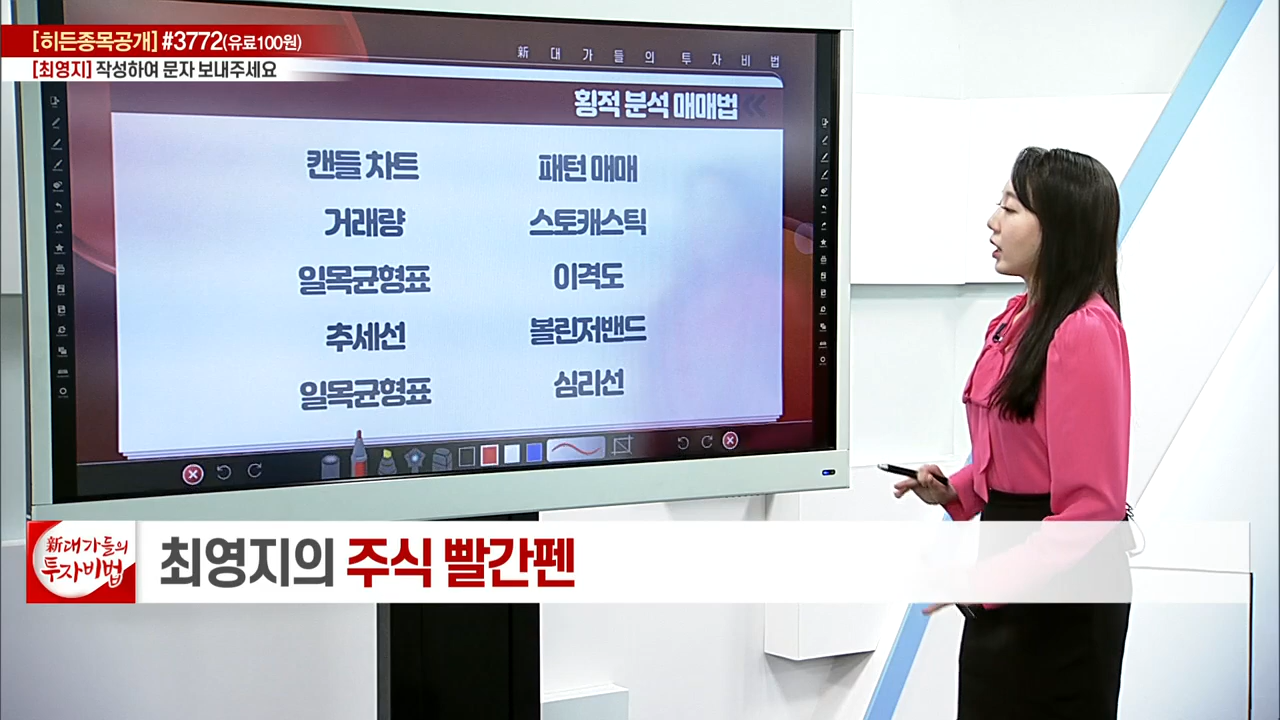 [히든종목공개] #3772(유료100원)
[최영지] 작성하여 문자 보내주세요
新 대 가 들 의 투 자 비 법
횡적 분석 매매법
캔들 차트
패턴 매매
거래량
스토캐스틱
일목균형표
이격도
추세선
볼린저밴드
일목균형표
심리선
新대가들의
투자비법
최영지의 주식 빨간펜